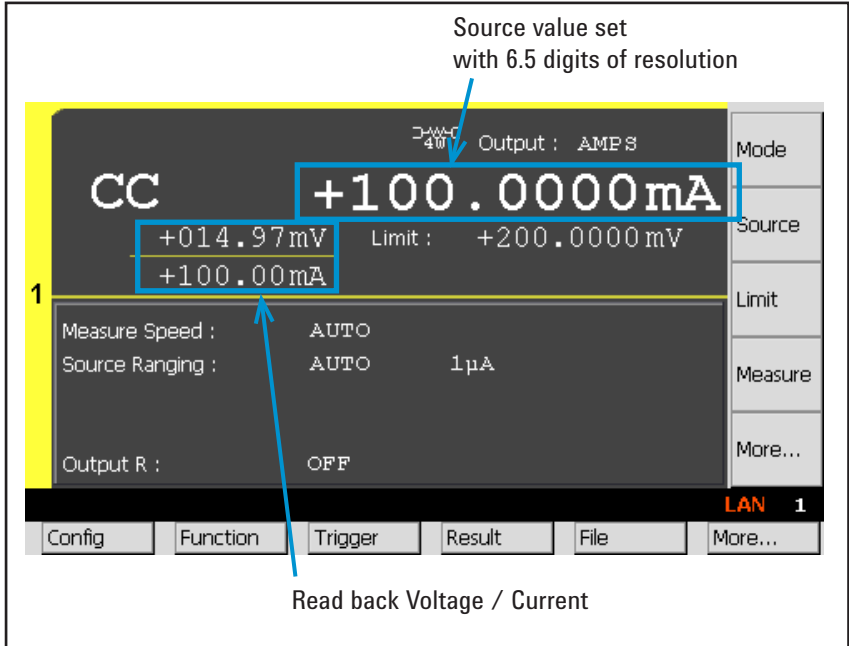 Source value set
with 6.5 digits of resolution
4W Output : AMPS
CC +100.0000mA
+014.97mV Limit : +200.0000mV
+100.00mA
1
Measure Speed : AUTO
Source Ranging : AUTO 1µA
Output R : OFF
Mode
Source
Limit
Measure
More...
LAN 1
Config Function Trigger Result File More...
Read back Voltage / Current